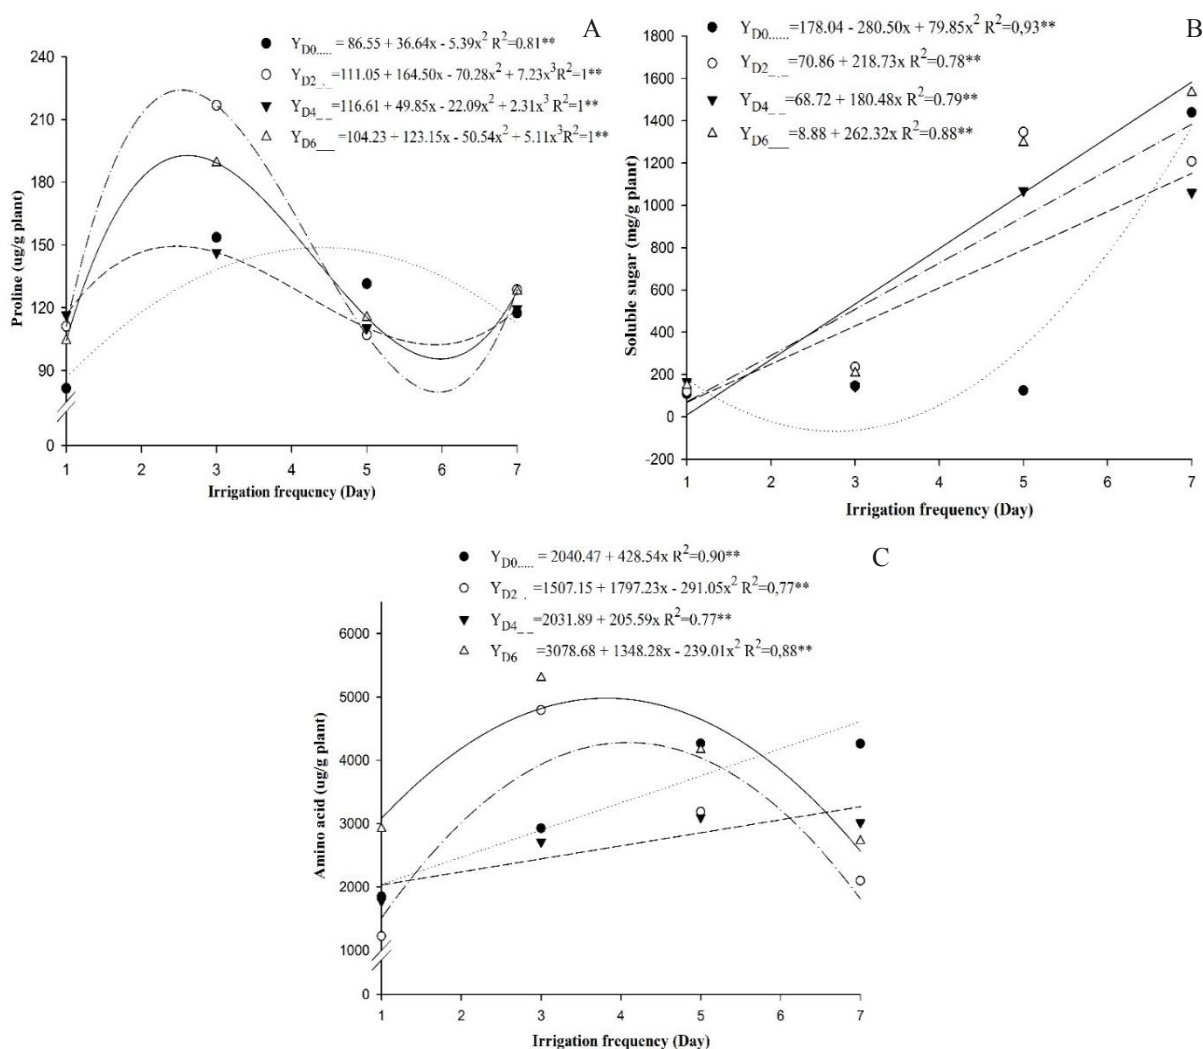 A
Y_D0..... = 86.55 + 36.64x - 5.39x² R²=0.81**
Y_D2_._. =111.05 + 164.50x - 70.28x² + 7.23x³R²=1**
Y_D4_ _ =116.61 + 49.85x - 22.09x² + 2.31x³ R²=1**
Y_D6___ =104.23 + 123.15x - 50.54x² + 5.11x³R²=1**
Proline (ug/g plant)
240
210
180
150
120
90
0
1 2 3 4 5 6 7
Irrigation frequency (Day)
B
Y_D0......=178.04 - 280.50x + 79.85x² R²=0,93**
Y_D2_._. =70.86 + 218.73x R²=0.78**
Y_D4_ _ =68.72 + 180.48x R²=0.79**
Y_D6___ =8.88 + 262.32x R²=0.88**
Soluble sugar (mg/g plant)
1800
1600
1400
1200
1000
800
600
400
200
0
-200
1 2 3 4 5 6 7
Irrigation frequency (Day)
C
Y_D0..... = 2040.47 + 428.54x R²=0.90**
Y_D2 . =1507.15 + 1797.23x - 291.05x² R²=0,77**
Y_D4_ _ =2031.89 + 205.59x R²=0.77**
Y_D6 =3078.68 + 1348.28x - 239.01x² R²=0,88**
Amino acid (ug/g plant)
6000
5000
4000
3000
2000
1000
0
1 2 3 4 5 6 7
Irrigation frequency (Day)